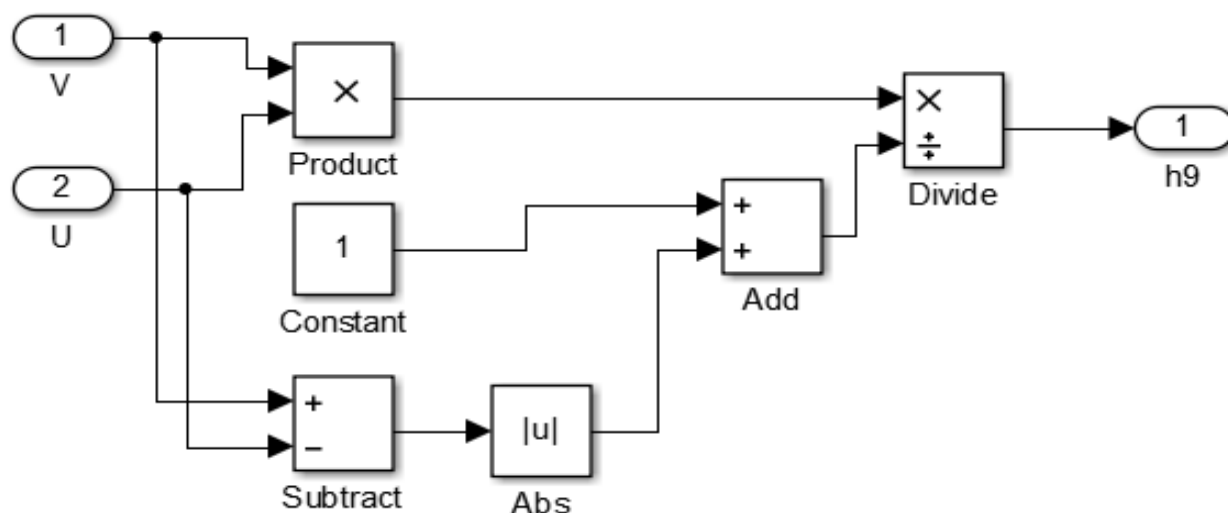 1
V
2
U
×
Product
1
Constant
+
−
Subtract
|u|
Abs
+
+
Add
×
÷
Divide
1
h9